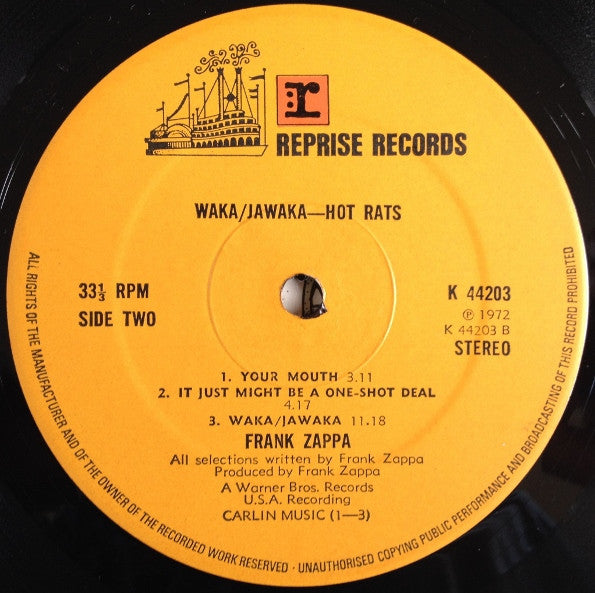 r
REPRISE RECORDS
WAKA/JAWAKA—HOT RATS
33⅓ RPM
SIDE TWO
K 44203
℗ 1972
K 44203 B
STEREO
1. YOUR MOUTH 3.11
2. IT JUST MIGHT BE A ONE-SHOT DEAL
4.17
3. WAKA/JAWAKA 11.18
FRANK ZAPPA
All selections written by Frank Zappa
Produced by Frank Zappa
A Warner Bros. Records
U.S.A. Recording
CARLIN MUSIC (1—3)
ALL RIGHTS OF THE MANUFACTURER AND OF THE OWNER OF THE RECORDED WORK RESERVED · UNAUTHORISED COPYING PUBLIC PERFORMANCE AND BROADCASTING OF THIS RECORD PROHIBITED